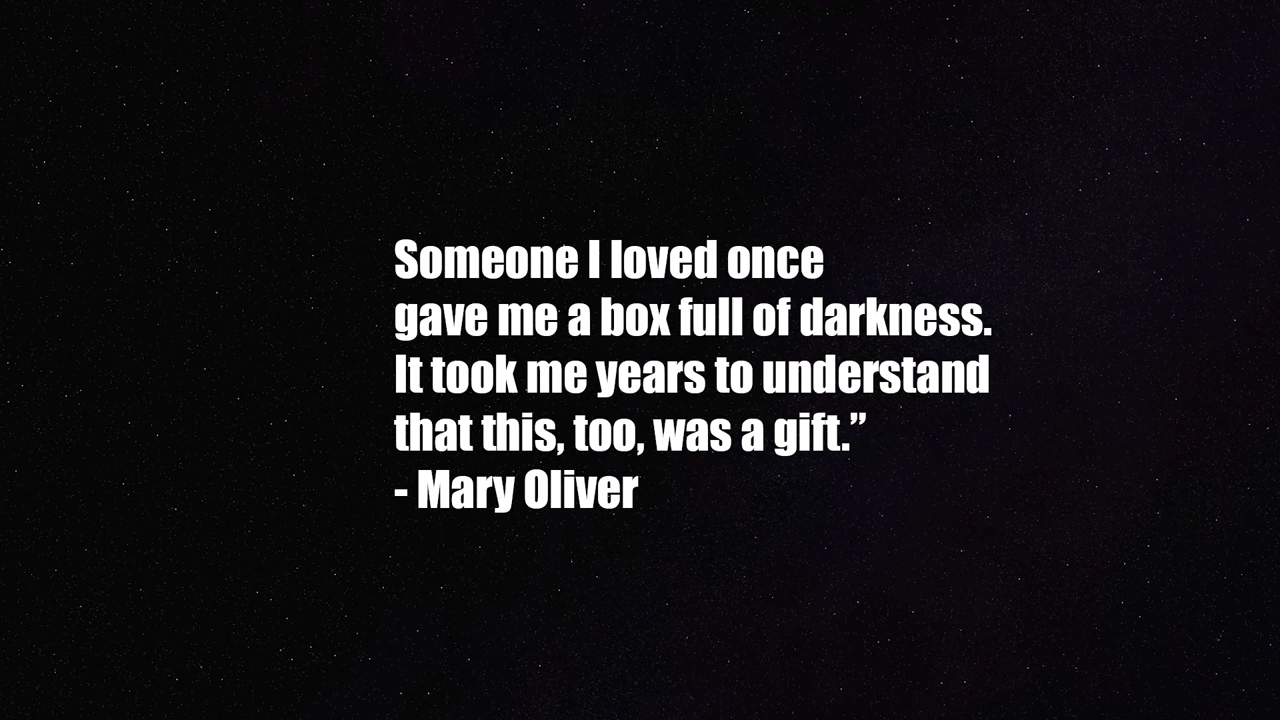 Someone I loved once
gave me a box full of darkness.
It took me years to understand
that this, too, was a gift.”
- Mary Oliver